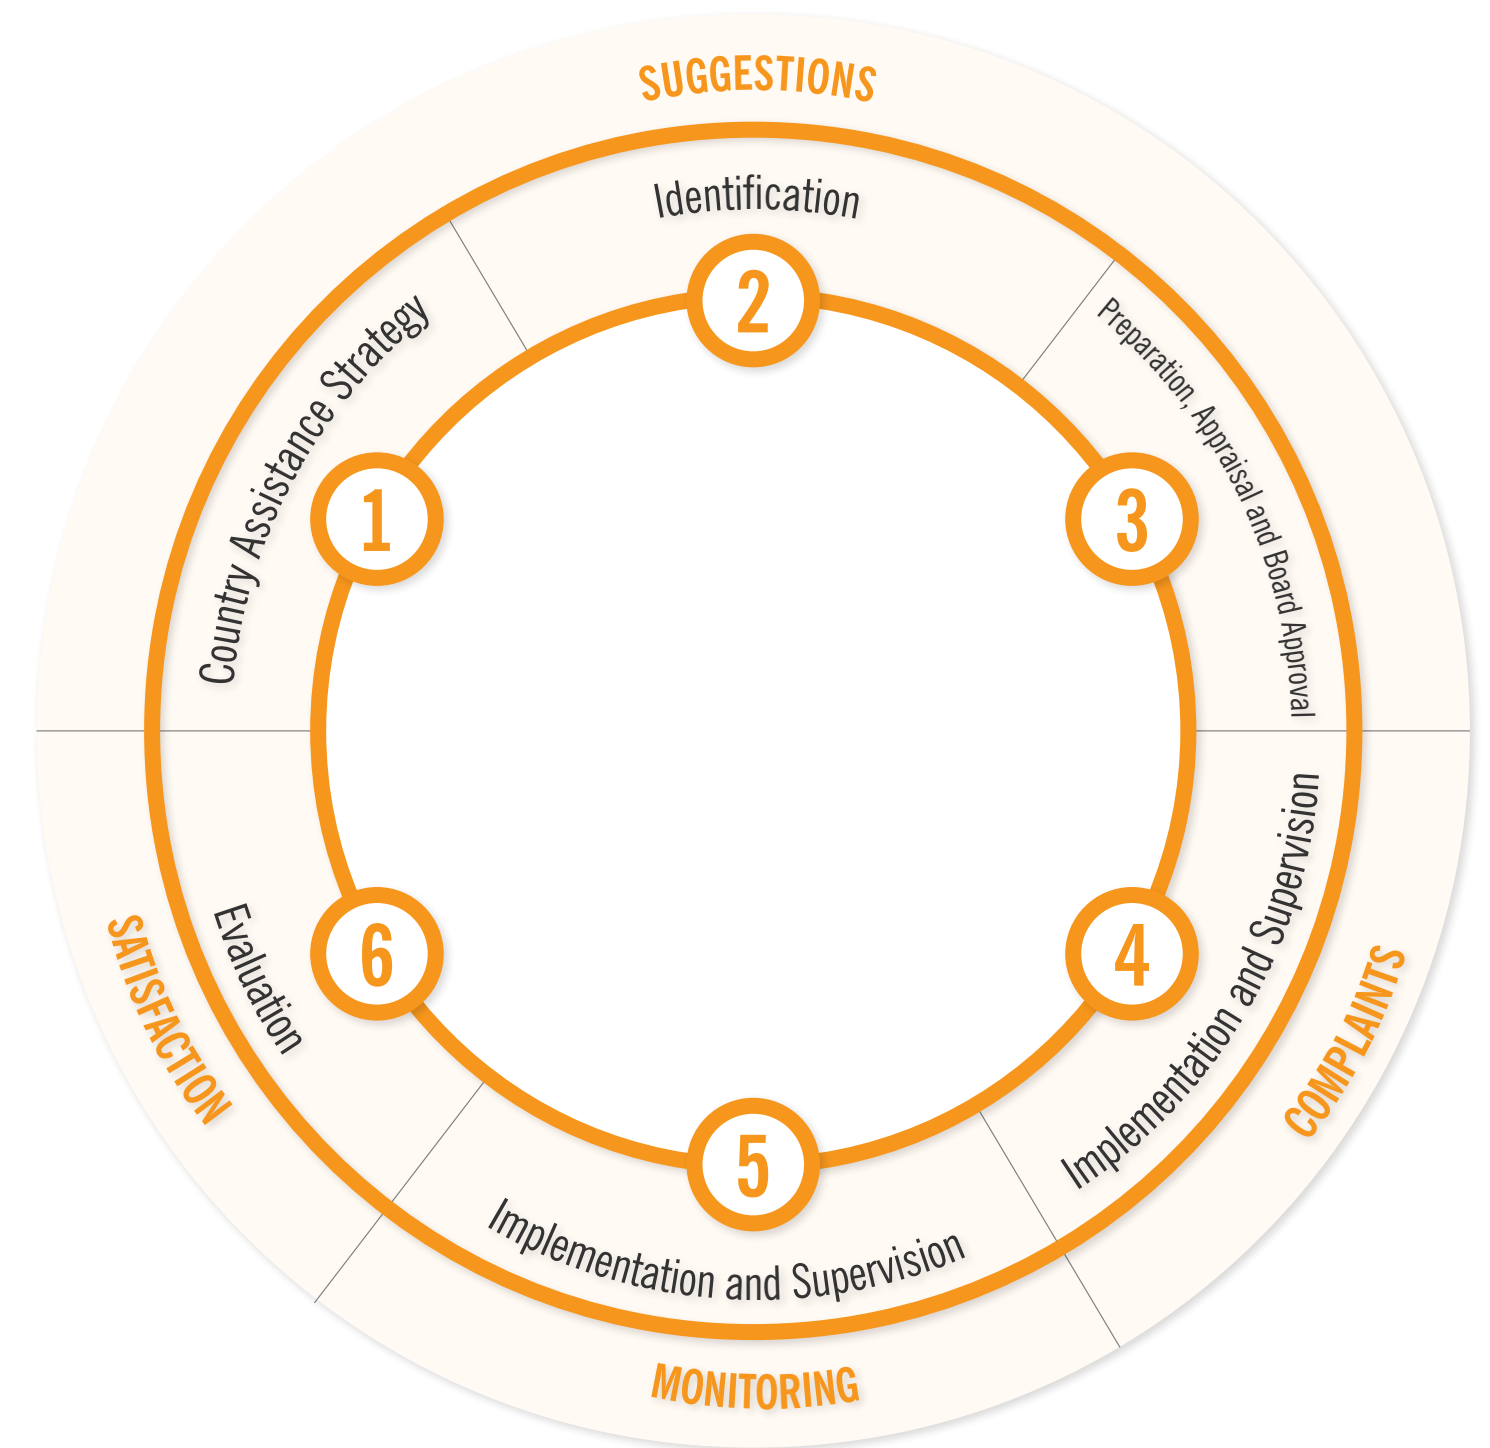 SUGGESTIONS
Country Assistance Strategy
1
Identification
2
Preparation, Appraisal and Board Approval
3
Implementation and Supervision
4
COMPLAINTS
Implementation and Supervision
5
MONITORING
Evaluation
6
SATISFACTION